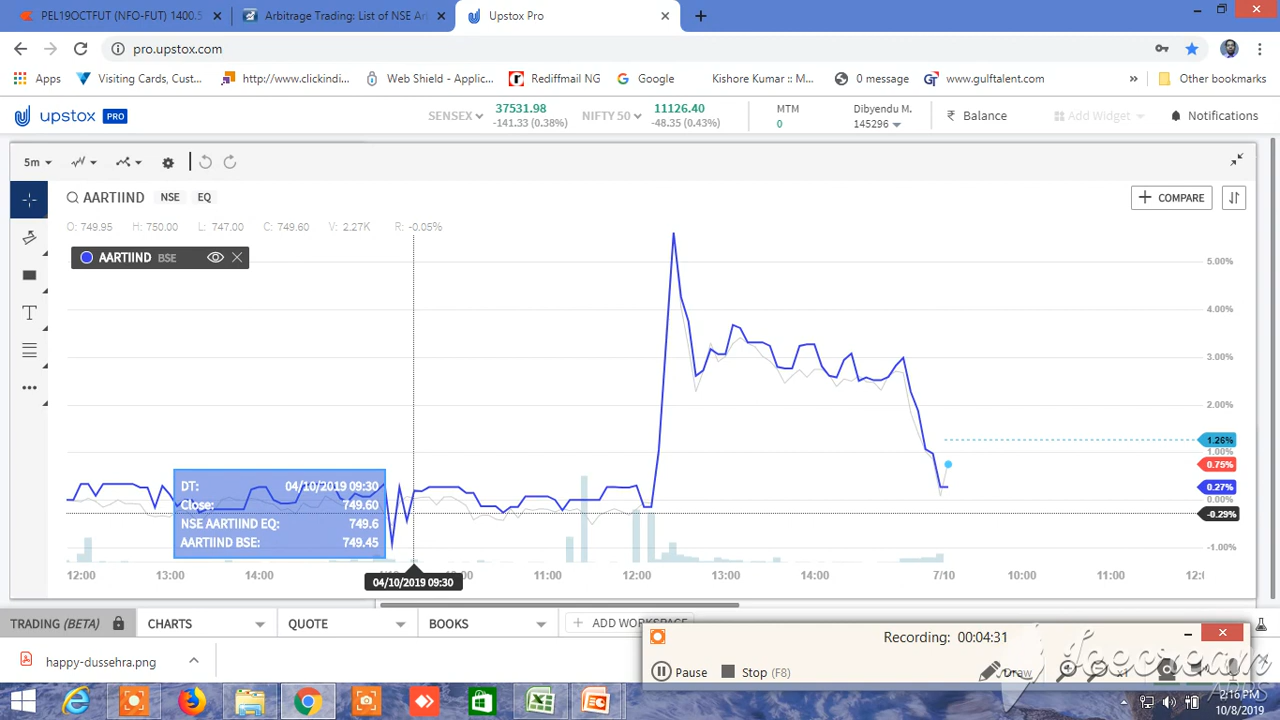 PEL19OCTFUT (NFO-FUT) 1400.5
Arbitrage Trading: List of NSE Ar
Upstox Pro
pro.upstox.com
Apps
Visiting Cards, Cust...
http://www.clickindi...
Web Shield - Applic...
Rediffmail NG
Google
Kishore Kumar :: M...
0 message
www.gulftalent.com
»
Other bookmarks
upstox PRO
SENSEX
37531.98
-141.33 (0.38%)
NIFTY 50
11126.40
-48.35 (0.43%)
MTM
0
Dibyendu M.
145296
₹ Balance
Add Widget
Notifications
5m
AARTIIND NSE EQ
+ COMPARE
O: 749.95 H: 750.00 L: 747.00 C: 749.60 V: 2.27K R: -0.05%
AARTIIND BSE
T
5.00%
4.00%
3.00%
2.00%
1.26%
1.00%
0.75%
0.27%
0.00%
-0.29%
-1.00%
DT: 04/10/2019 09:30
Close: 749.60
NSE AARTIIND EQ: 749.6
AARTIIND BSE: 749.45
12:00 13:00 14:00 11:00 12:00 13:00 14:00 7/10 10:00 11:00
04/10/2019 09:30
TRADING (BETA)
CHARTS
QUOTE
BOOKS
+ ADD WORKSPACE
Recording: 00:04:31
Pause
Stop (F8)
Draw
happy-dussehra.png
Icecream
APPS
2:16 PM
10/8/2019